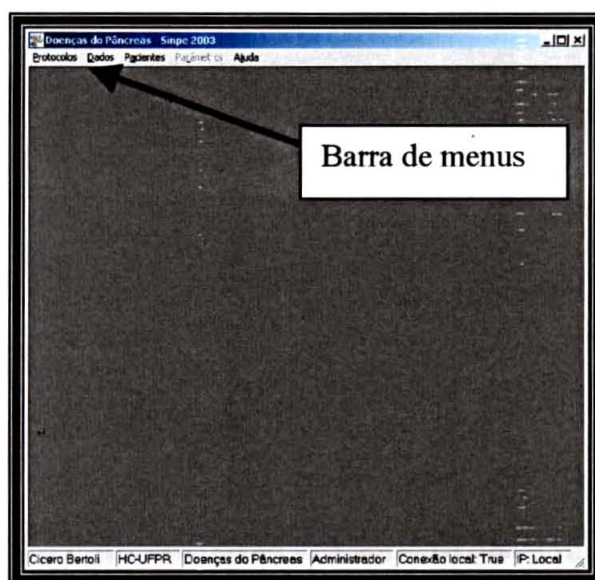 Doenças do Pâncreas Sinpe 2003
Protocolos Dados Pacientes Parâmetros Ajuda
Barra de menus
Cicero Bertoli HC-UFPR Doenças do Pâncreas Administrador Conexão local: True IP: Local